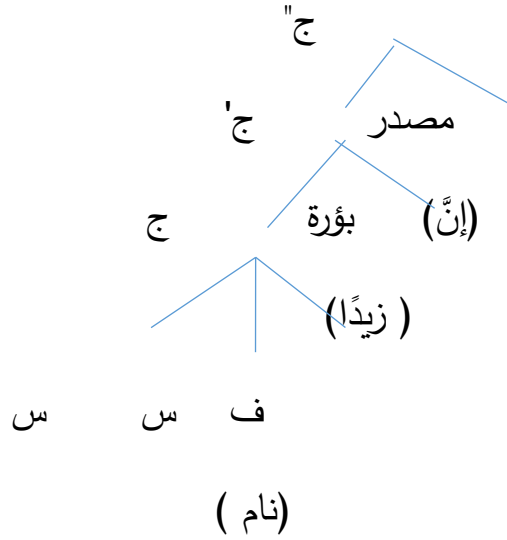 ج"
مصدر ج'
(إنَّ) بؤرة ج
( زيدًا)
ف س س
(نام )